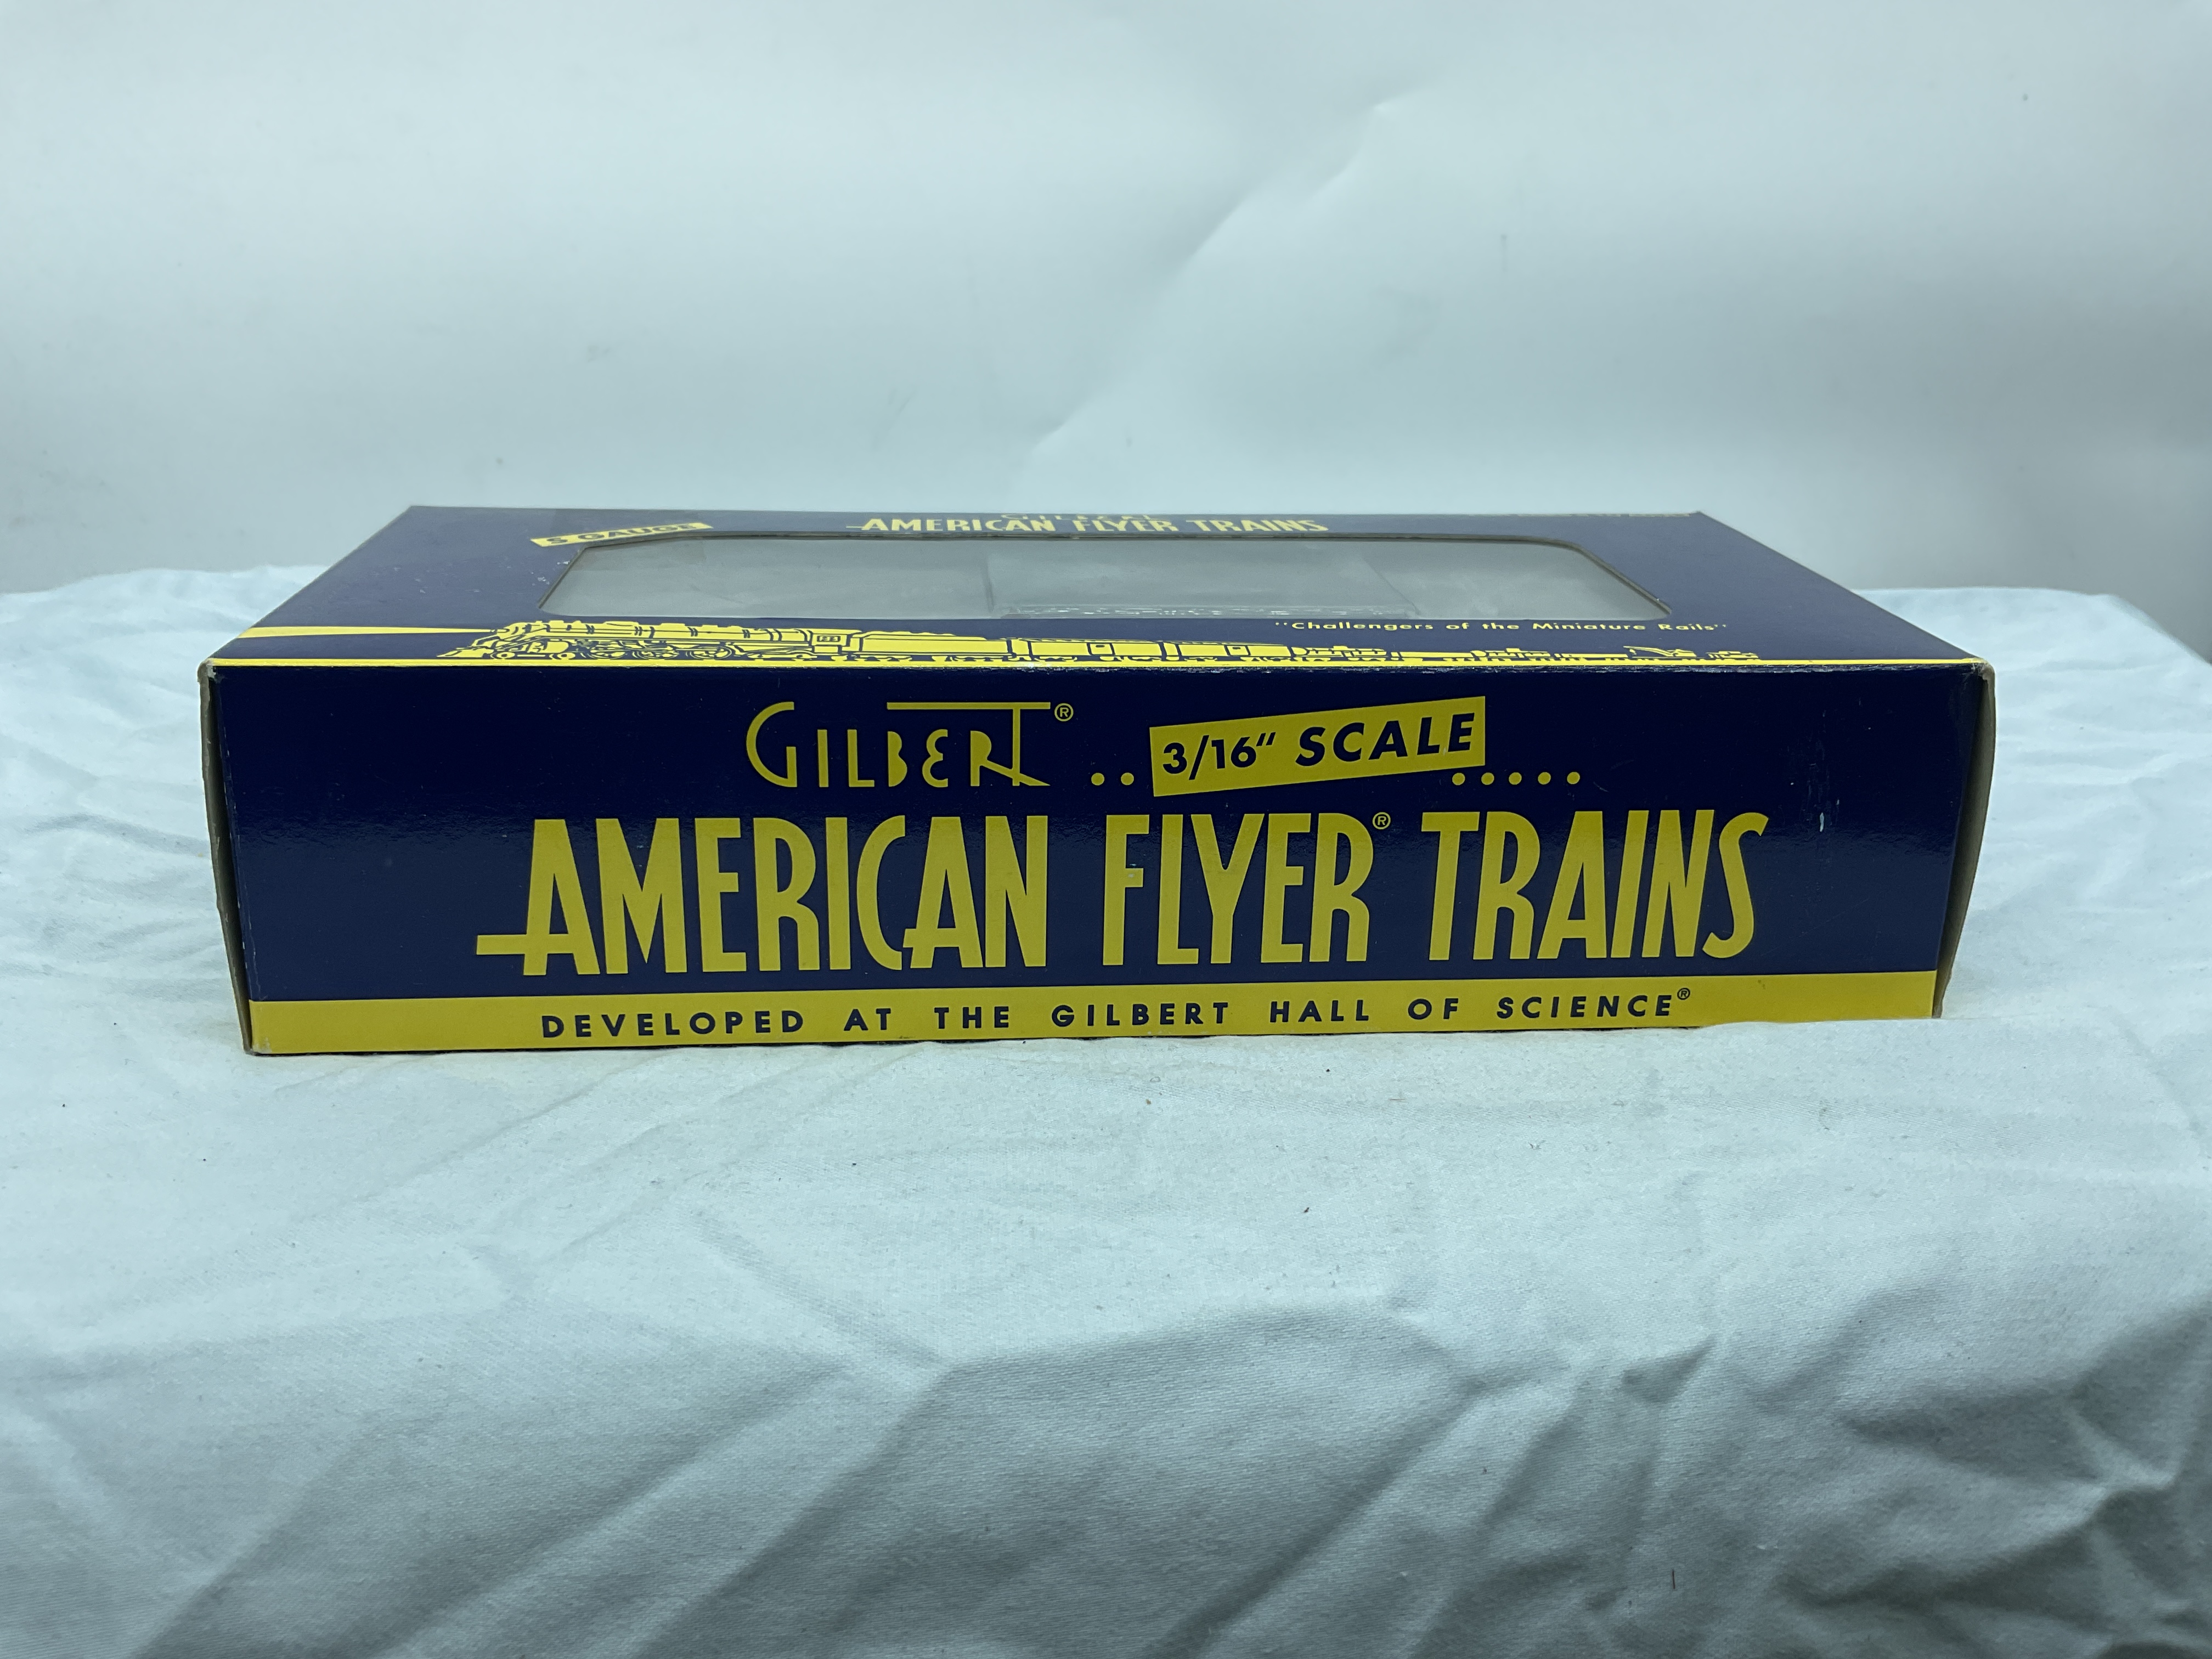 S GAUGE
GILBERT
AMERICAN FLYER TRAINS
"Challengers of the Miniature Rails"
GILBERT® .. 3/16" SCALE .....
AMERICAN FLYER® TRAINS
DEVELOPED AT THE GILBERT HALL OF SCIENCE®